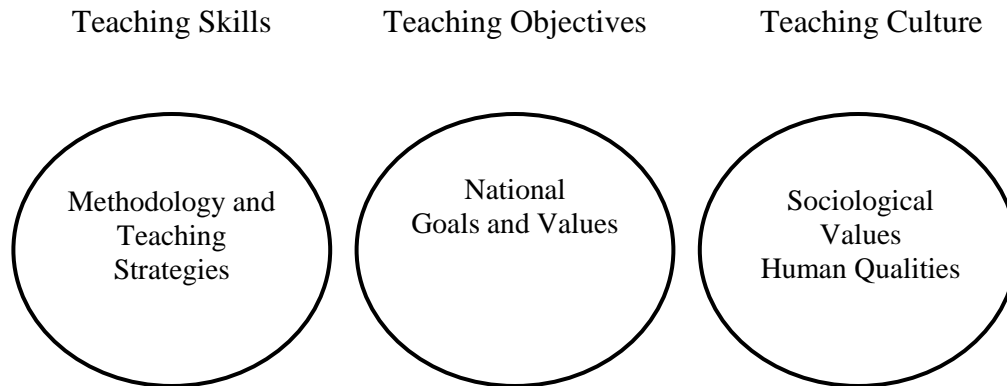 Teaching Skills
Teaching Objectives
Teaching Culture
Methodology and
Teaching
Strategies
National
Goals and Values
Sociological
Values
Human Qualities